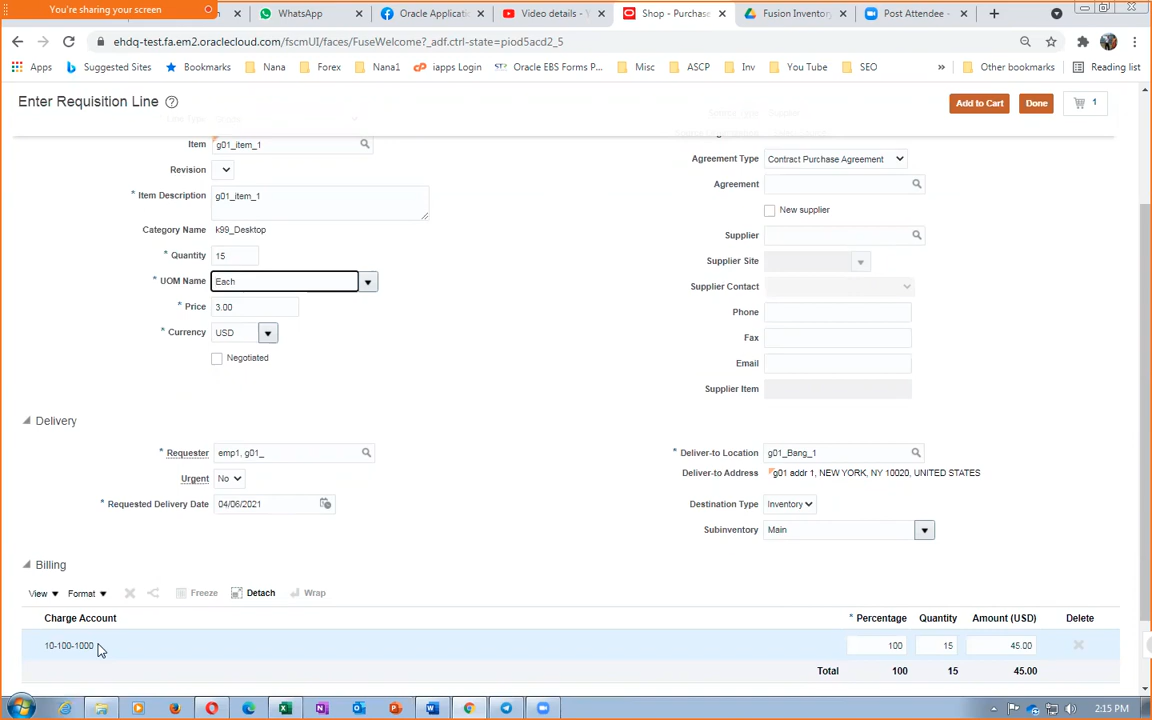 You're sharing your screen
WhatsApp
Oracle Applicatio
Video details - Y
Shop - Purchase
Fusion Inventory
Post Attendee -
ehdq-test.fa.em2.oraclecloud.com/fscmUI/faces/FuseWelcome?_adf.ctrl-state=piod5acd2_5
Apps
Suggested Sites
Bookmarks
Nana
Forex
Nana1
iapps Login
Oracle EBS Forms P...
Misc
ASCP
Inv
You Tube
SEO
»
Other bookmarks
Reading list
Enter Requisition Line
Add to Cart
Done
1
Item g01_item_1
Revision
* Item Description g01_item_1
Category Name k99_Desktop
* Quantity 15
* UOM Name Each
* Price 3.00
* Currency USD
Negotiated
Agreement Type Contract Purchase Agreement
Agreement
New supplier
Supplier
Supplier Site
Supplier Contact
Phone
Fax
Email
Supplier Item
Delivery
* Requester emp1, g01_
Urgent No
* Requested Delivery Date 04/06/2021
* Deliver-to Location g01_Bang_1
Deliver-to Address g01 addr 1, NEW YORK, NY 10020, UNITED STATES
Destination Type Inventory
Subinventory Main
Billing
View Format Freeze Detach Wrap
Charge Account * Percentage Quantity Amount (USD) Delete
10-100-1000 100 15 45.00
Total 100 15 45.00
2:15 PM